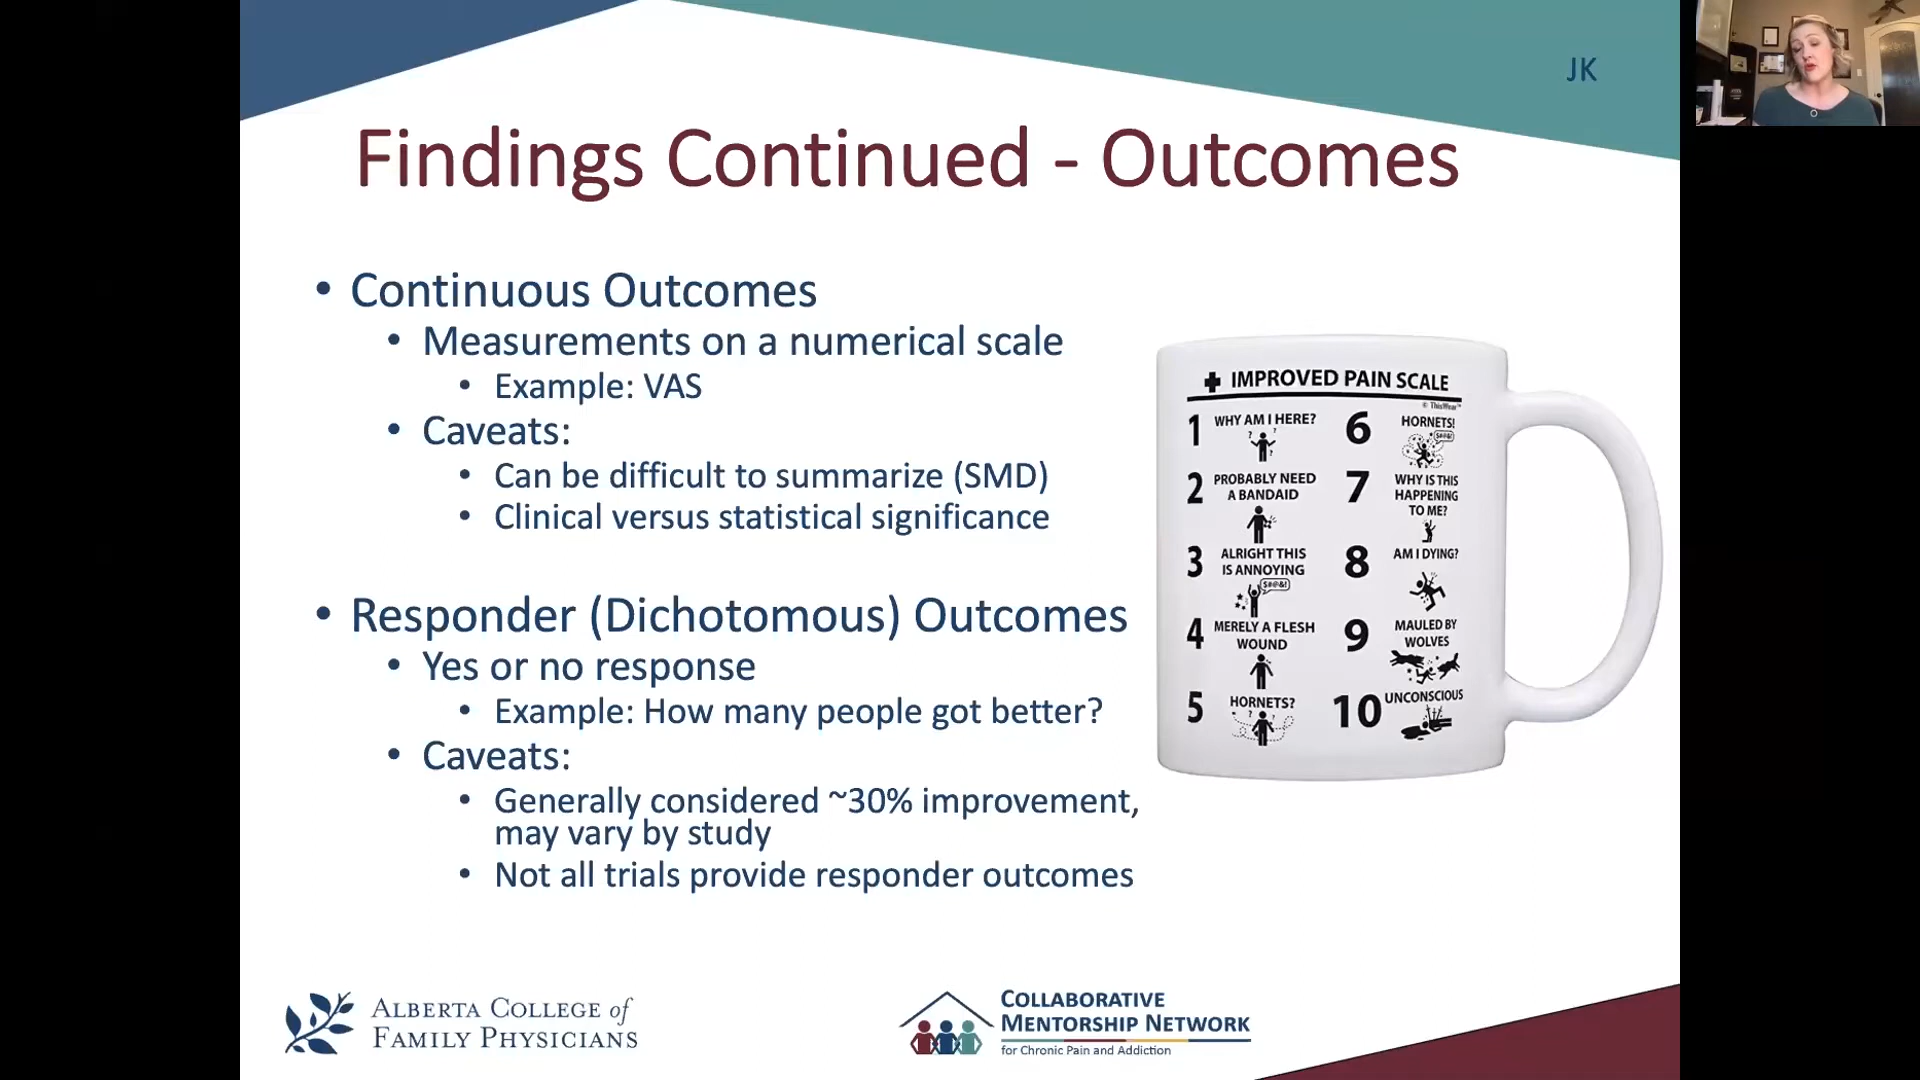 JK
Findings Continued - Outcomes
• Continuous Outcomes
• Measurements on a numerical scale
• Example: VAS
• Caveats:
• Can be difficult to summarize (SMD)
• Clinical versus statistical significance
• Responder (Dichotomous) Outcomes
• Yes or no response
• Example: How many people got better?
• Caveats:
• Generally considered ~30% improvement,
may vary by study
• Not all trials provide responder outcomes
IMPROVED PAIN SCALE
© ThisWear™
1 WHY AM I HERE?
2 PROBABLY NEED
A BANDAID
3 ALRIGHT THIS
IS ANNOYING
$#@&!
4 MERELY A FLESH
WOUND
5 HORNETS?
6 HORNETS!
7 WHY IS THIS
HAPPENING
TO ME?
8 AM I DYING?
9 MAULED BY
WOLVES
10 UNCONSCIOUS
ALBERTA COLLEGE of
FAMILY PHYSICIANS
COLLABORATIVE
MENTORSHIP NETWORK
for Chronic Pain and Addiction